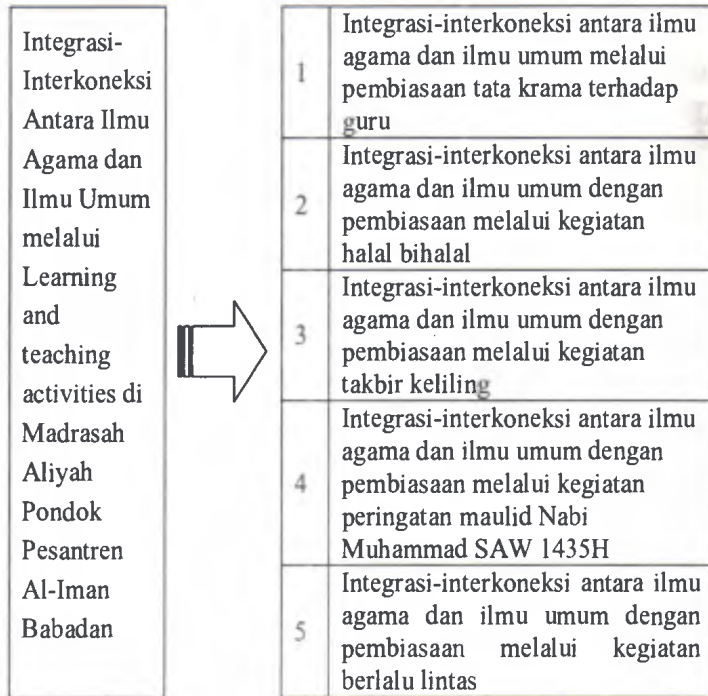 Integrasi-
Interkoneksi
Antara Ilmu
Agama dan
Ilmu Umum
melalui
Learning
and
teaching
activities di
Madrasah
Aliyah
Pondok
Pesantren
Al-Iman
Babadan
1
Integrasi-interkoneksi antara ilmu
agama dan ilmu umum melalui
pembiasaan tata krama terhadap
guru
2
Integrasi-interkoneksi antara ilmu
agama dan ilmu umum dengan
pembiasaan melalui kegiatan
halal bihalal
3
Integrasi-interkoneksi antara ilmu
agama dan ilmu umum dengan
pembiasaan melalui kegiatan
takbir keliling
4
Integrasi-interkoneksi antara ilmu
agama dan ilmu umum dengan
pembiasaan melalui kegiatan
peringatan maulid Nabi
Muhammad SAW 1435H
5
Integrasi-interkoneksi antara ilmu
agama dan ilmu umum dengan
pembiasaan melalui kegiatan
berlalu lintas